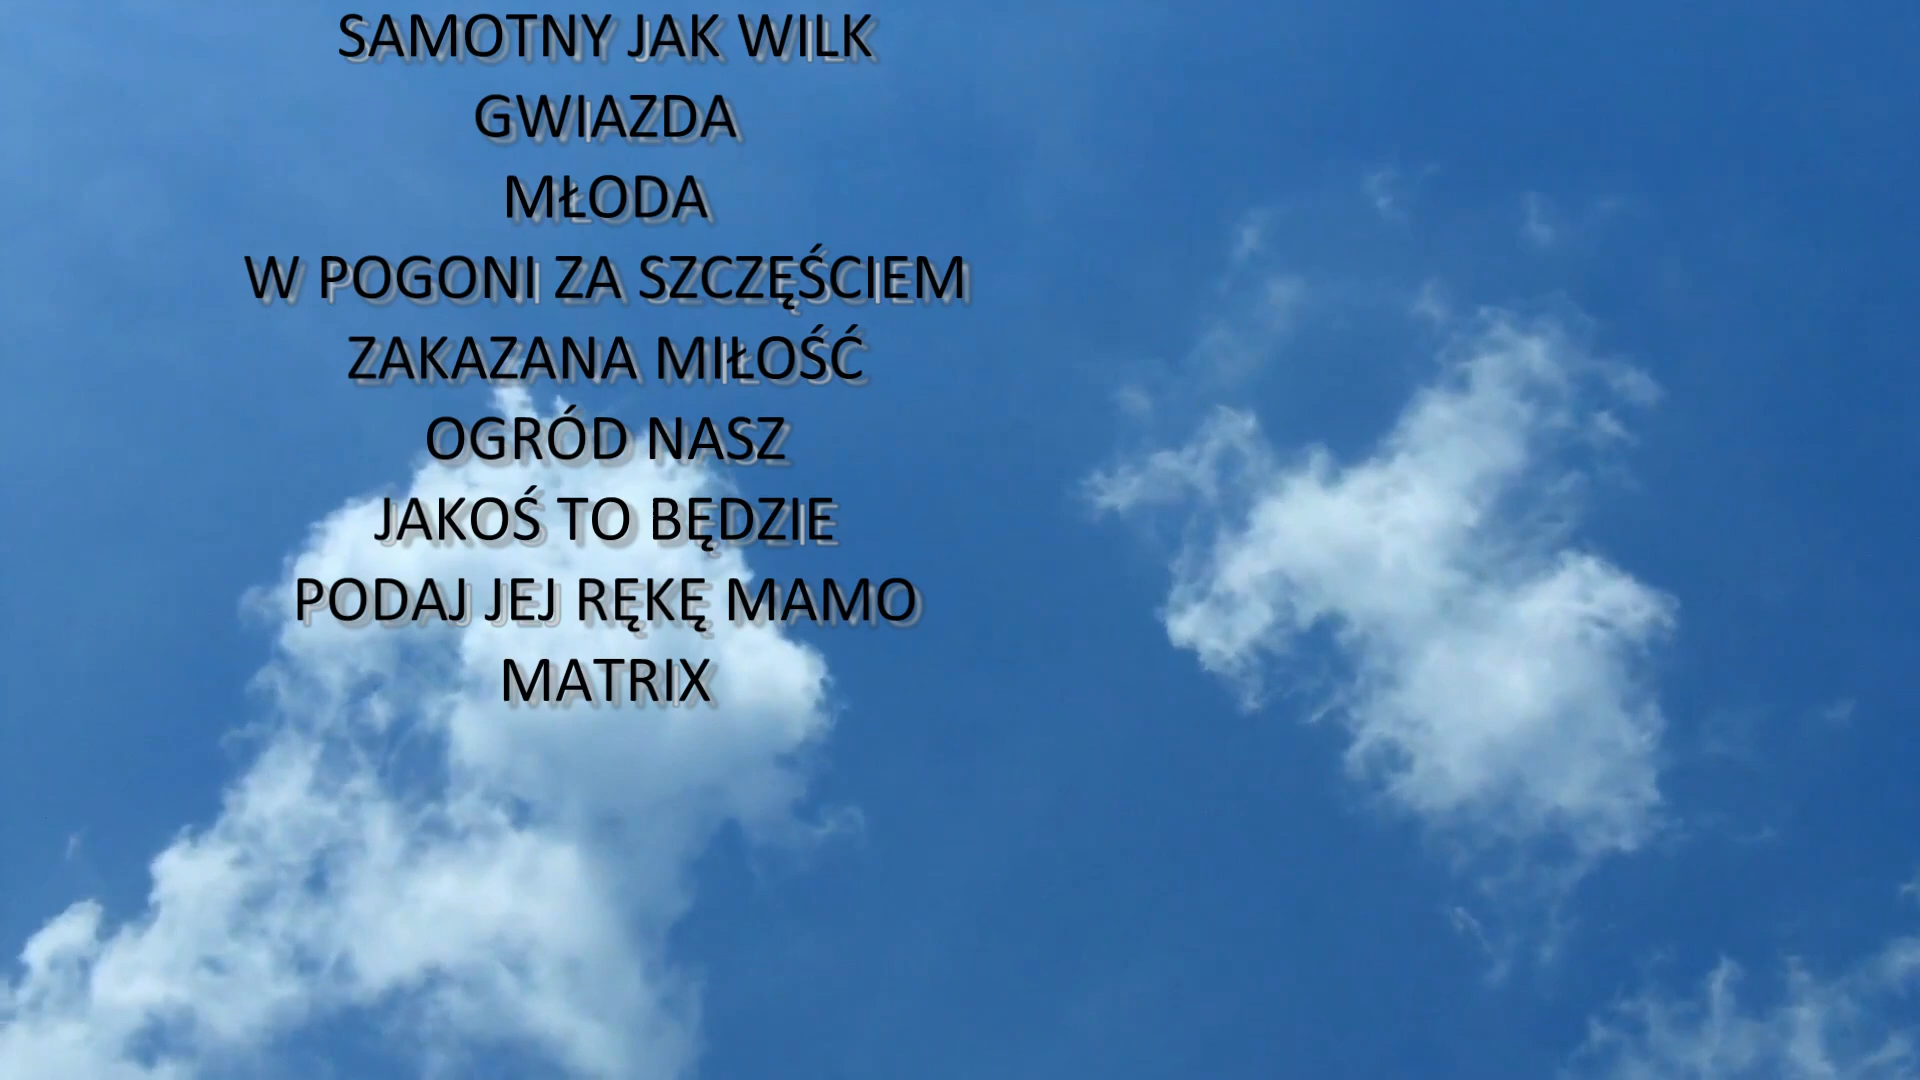 SAMOTNY JAK WILK
GWIAZDA
MŁODA
W POGONI ZA SZCZĘŚCIEM
ZAKAZANA MIŁOŚĆ
OGRÓD NASZ
JAKOŚ TO BĘDZIE
PODAJ JEJ RĘKĘ MAMO
MATRIX